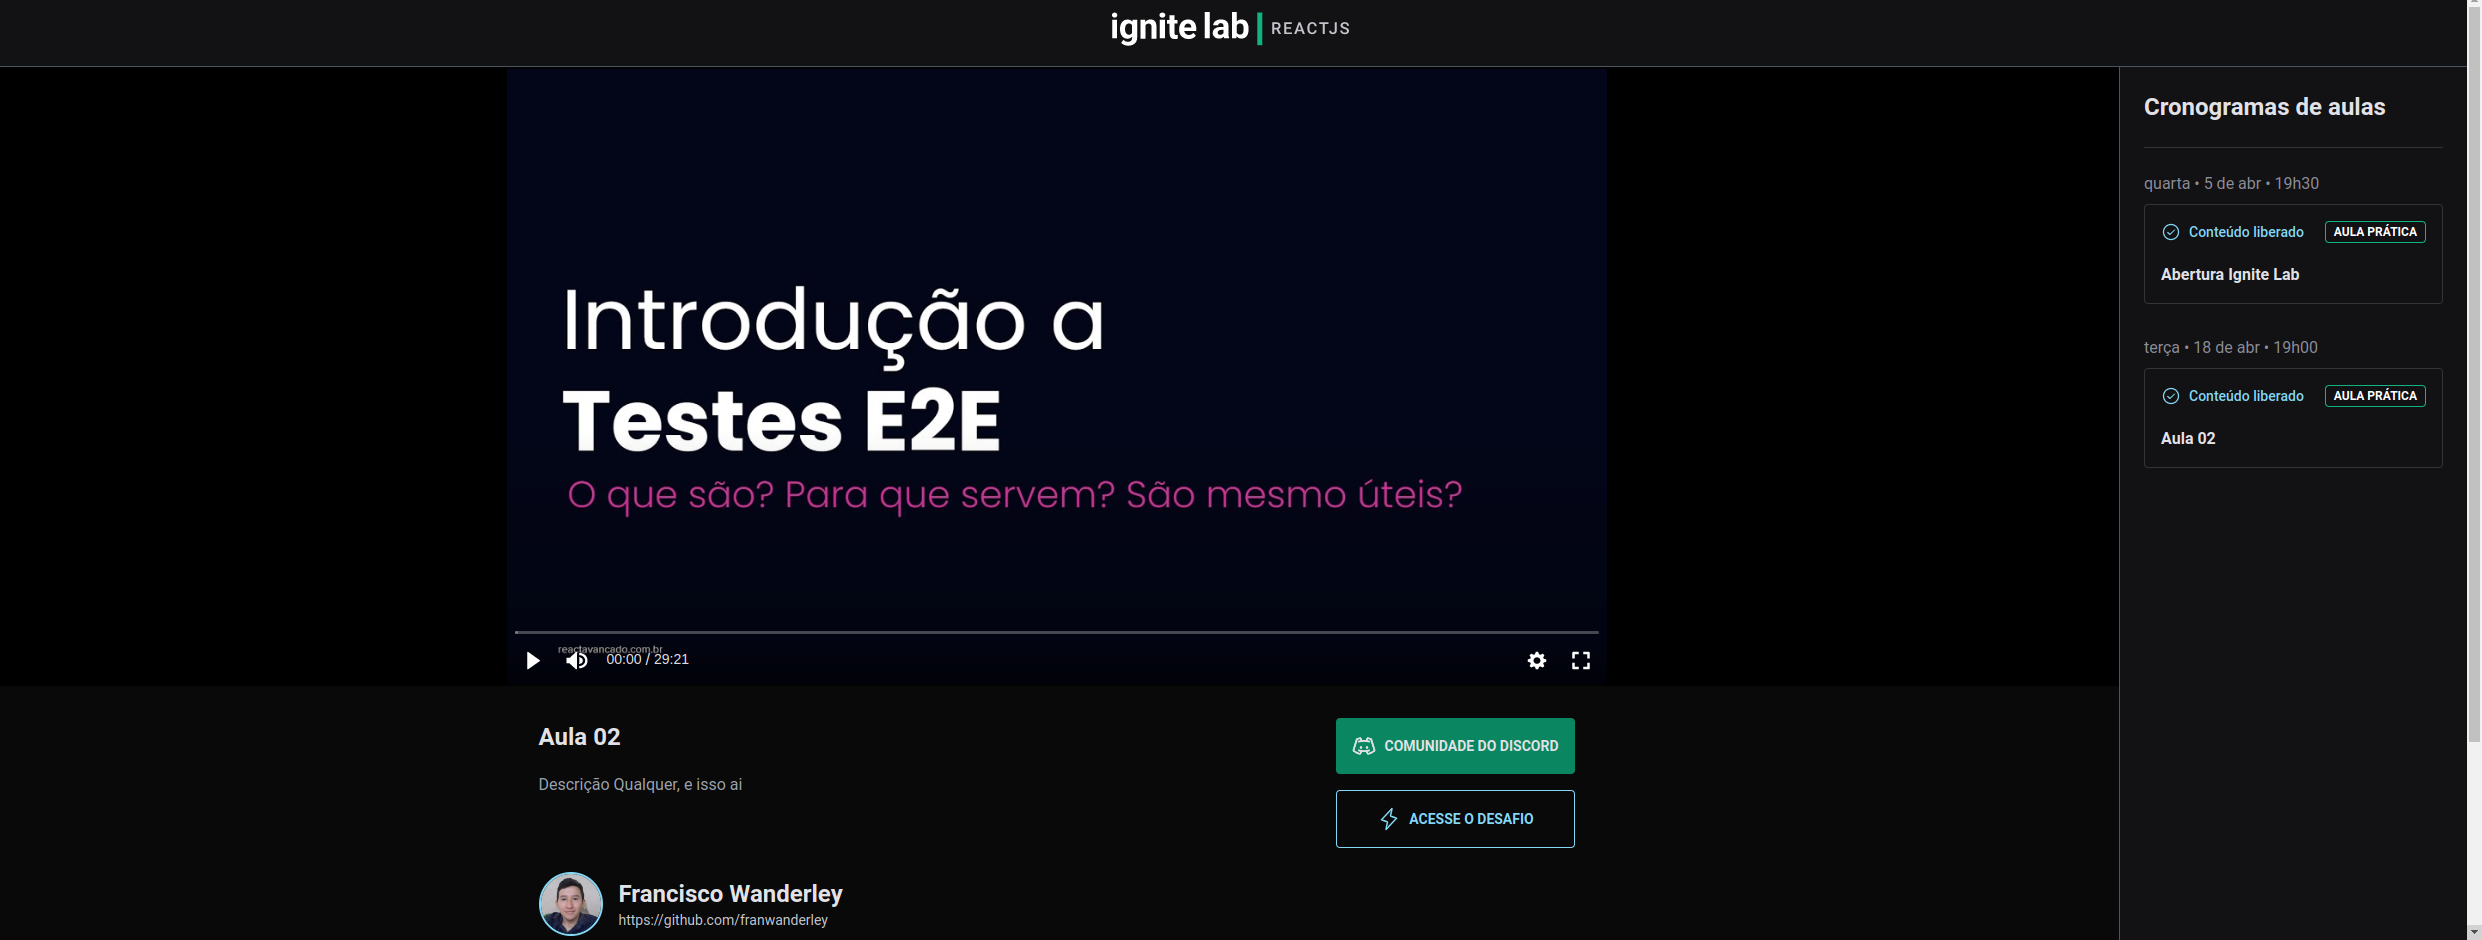 ignite lab | REACTJS
Introdução a
Testes E2E
O que são? Para que servem? São mesmo úteis?
reactavancado.com.br
00:00 / 29:21
Aula 02
Descrição Qualquer, e isso ai
COMUNIDADE DO DISCORD
ACESSE O DESAFIO
Francisco Wanderley
https://github.com/franwanderley
Cronogramas de aulas
quarta • 5 de abr • 19h30
Conteúdo liberado AULA PRÁTICA
Abertura Ignite Lab
terça • 18 de abr • 19h00
Conteúdo liberado AULA PRÁTICA
Aula 02